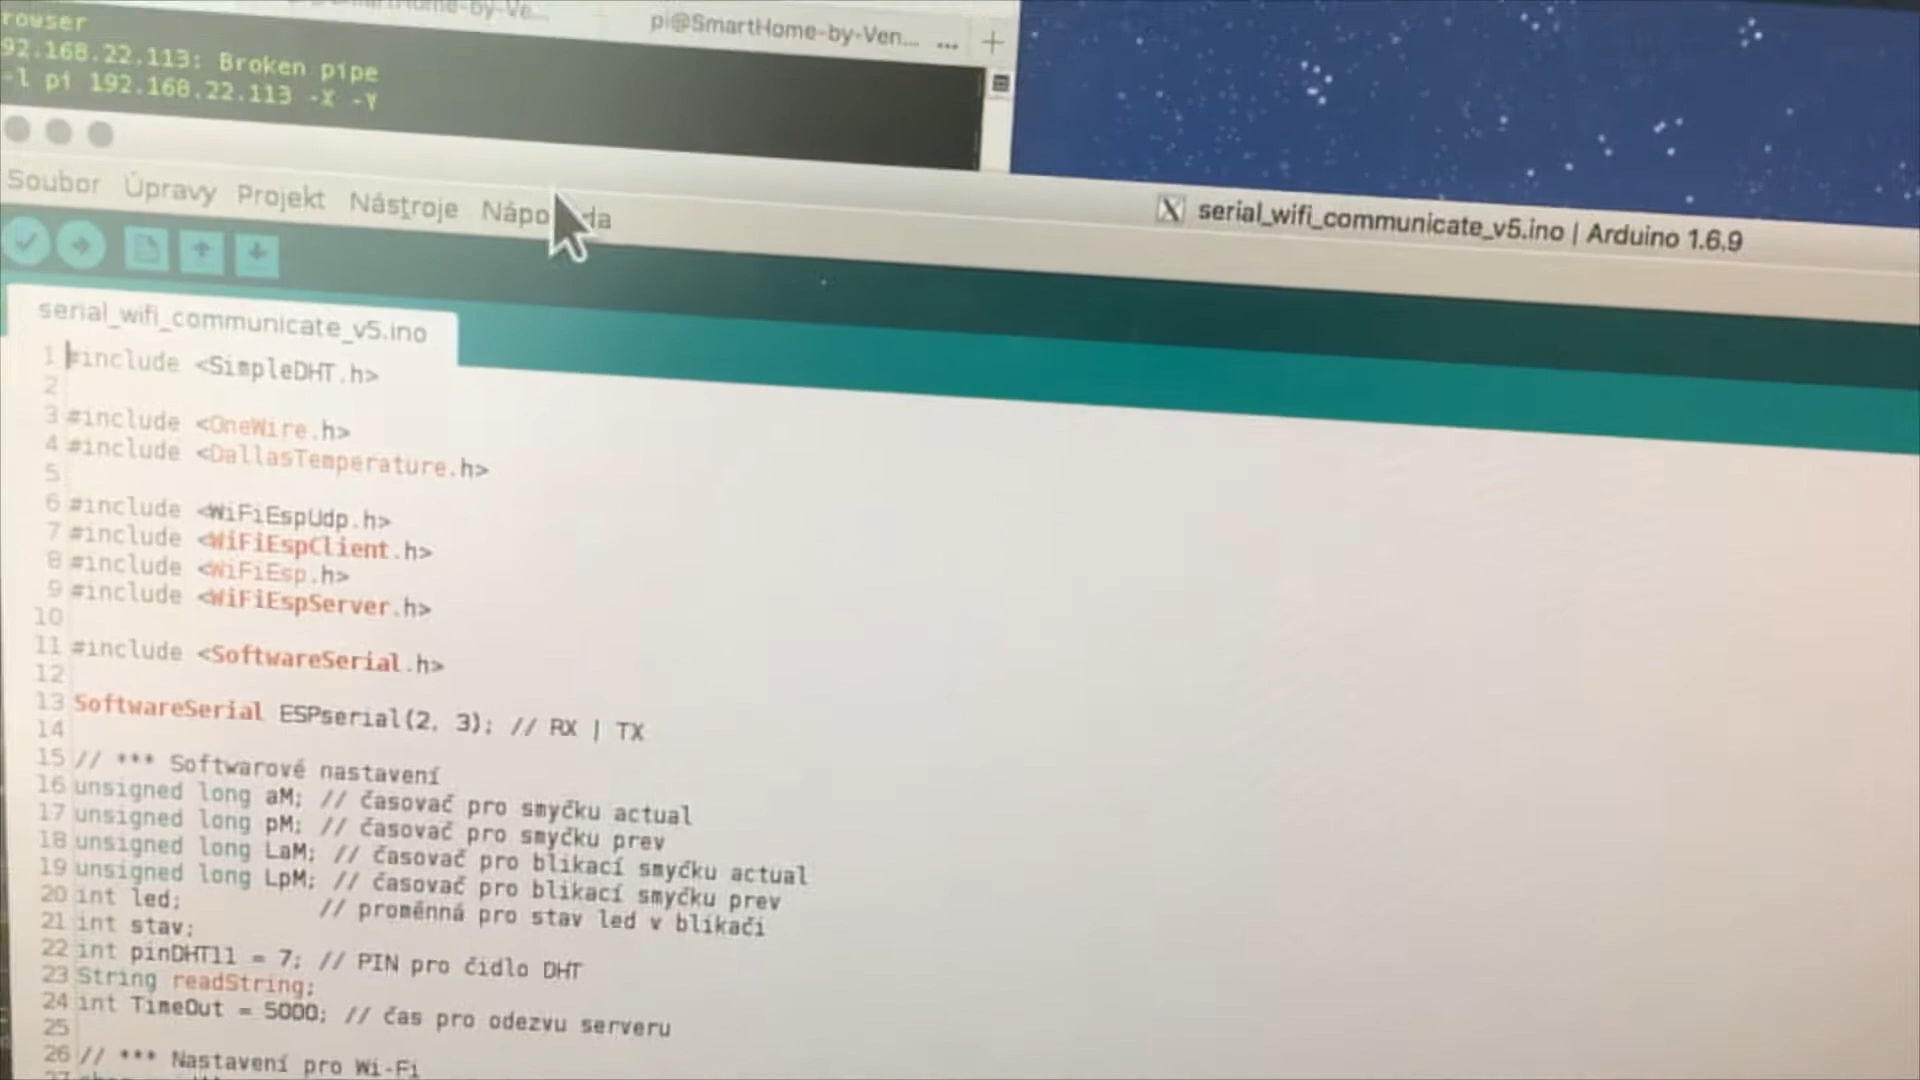 pi@SmartHome-by-Ven... ...
rowser
92.168.22.113: Broken pipe
-l pi 192.168.22.113 -X -Y
serial_wifi_communicate_v5.ino | Arduino 1.6.9
Soubor Úpravy Projekt Nástroje
serial_wifi_communicate_v5.ino
1 #include <SimpleDHT.h>
2
3 #include <OneWire.h>
4 #include <DallasTemperature.h>
5
6 #include <WiFiEspUdp.h>
7 #include <WiFiEspClient.h>
8 #include <WiFiEsp.h>
9 #include <WiFiEspServer.h>
10
11 #include <SoftwareSerial.h>
12
13 SoftwareSerial ESPserial(2, 3); // RX | TX
14
15 // *** Softwarové nastavení
16 unsigned long aM; // časovač pro smyčku actual
17 unsigned long pM; // časovač pro smyčku prev
18 unsigned long LaM; // časovač pro blikací smyčku actual
19 unsigned long LpM; // časovač pro blikací smyčku prev
20 int led; // proměnná pro stav led v blikači
21 int stav;
22 int pinDHT11 = 7; // PIN pro čidlo DHT
23 String readString;
24 int TimeOut = 5000; // čas pro odezvu serveru
25
26 // *** Nastavení pro Wi-Fi